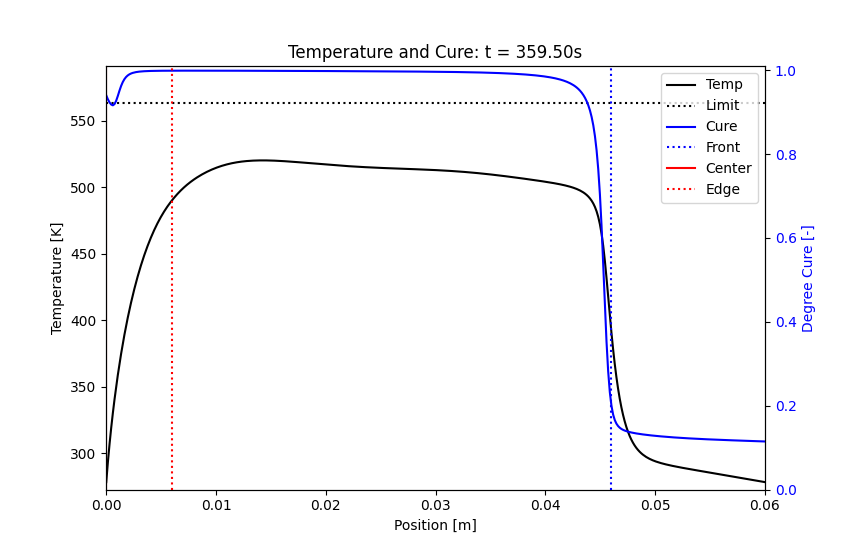 Temperature and Cure: t = 359.50s
Temperature [K]
550
500
450
400
350
300
Temp
Limit
Cure
Front
Center
Edge
1.0
0.8
0.6
0.4
0.2
0.0
Degree Cure [-]
0.00 0.01 0.02 0.03 0.04 0.05 0.06
Position [m]